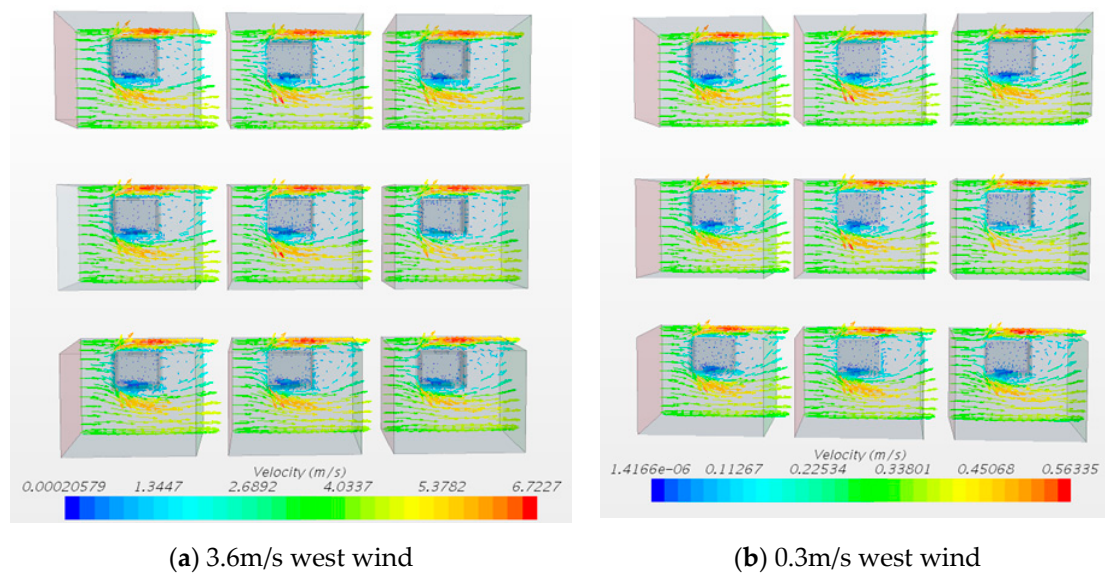 Velocity (m/s)
0.00020579 1.3447 2.6892 4.0337 5.3782 6.7227
(a) 3.6m/s west wind
Velocity (m/s)
1.4166e-06 0.11267 0.22534 0.33801 0.45068 0.56335
(b) 0.3m/s west wind